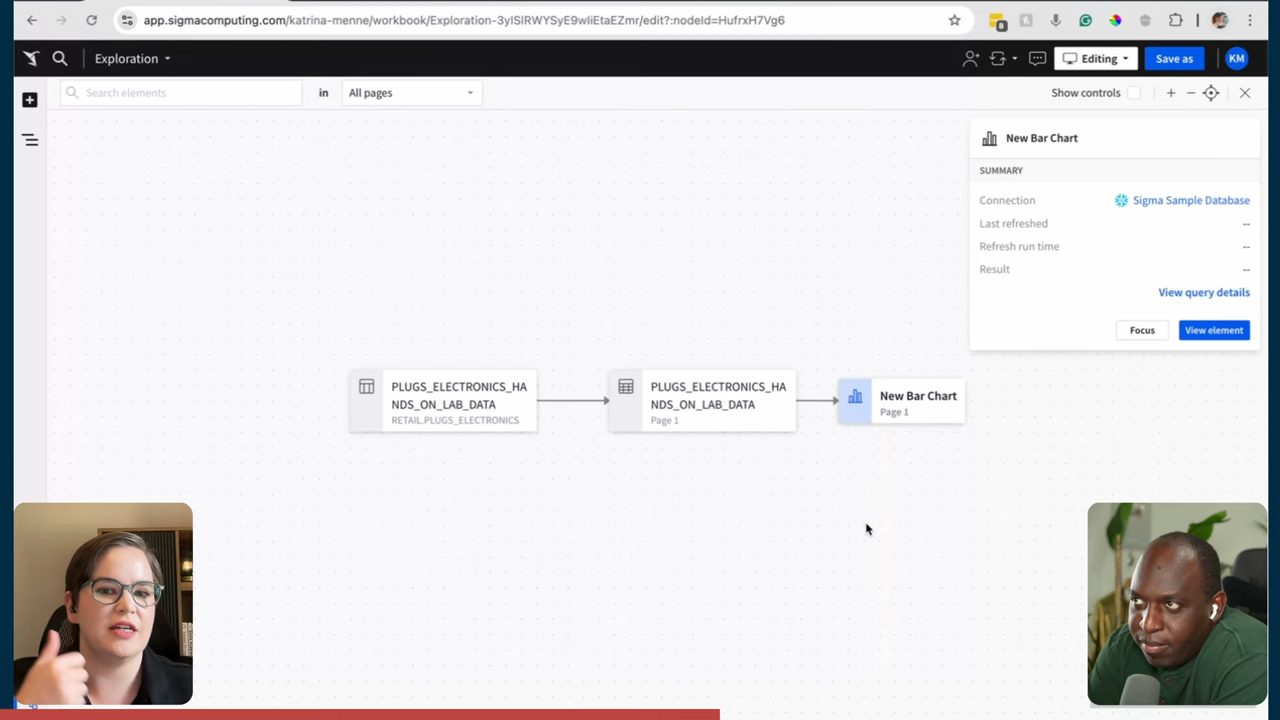 app.sigmacomputing.com/katrina-menne/workbook/Exploration-3yISlRWYSyE9wIiEtaEZmr/edit?:nodeId=HufrxH7Vg6
8
Exploration
Editing
Save as
KM
Search elements
in
All pages
Show controls
New Bar Chart
SUMMARY
Connection
Sigma Sample Database
Last refreshed
--
Refresh run time
--
Result
--
View query details
Focus
View element
PLUGS_ELECTRONICS_HA
NDS_ON_LAB_DATA
RETAIL.PLUGS_ELECTRONICS
PLUGS_ELECTRONICS_HA
NDS_ON_LAB_DATA
Page 1
New Bar Chart
Page 1